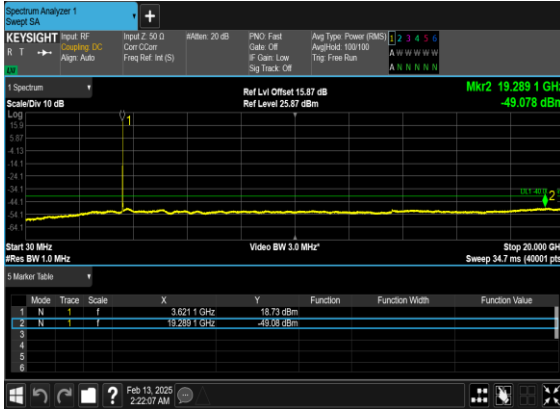 Spectrum Analyzer 1
Swept SA
+
KEYSIGHT
R T
Input: RF
Coupling: DC
Align: Auto
Input Z: 50 Ω
Corr CCorr
Freq Ref: Int (S)
#Atten: 20 dB
PNO: Fast
Gate: Off
IF Gain: Low
Sig Track: Off
Avg Type: Power (RMS)
Avg|Hold: 100/100
Trig: Free Run
1 2 3 4 5 6
A W W W W W
A N N N N N
1 Spectrum
Scale/Div 10 dB
Ref Lvl Offset 15.87 dB
Ref Level 25.87 dBm
Mkr2 19.289 1 GHz
-49.078 dBm
Log
15.9
5.87
-4.13
-14.1
-24.1
-34.1
-44.1
-54.1
-64.1
1
2
Start 30 MHz
#Res BW 1.0 MHz
Video BW 3.0 MHz*
Stop 20.000 GH
Sweep 34.7 ms (40001 pts
5 Marker Table
Mode Trace Scale X Y Function Function Width Function Value
1 N 1 f 3.621 1 GHz 18.73 dBm
2 N 1 f 19.289 1 GHz -49.08 dBm
3
4
5
6
?
Feb 13, 2025
2:22:07 AM